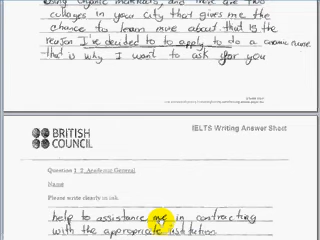 using organic materials, and there are two
collages in your city that gives me the
chance to learn more about that is the
reason I've decided to to apply to do a
that is why I want to ask for you
BRITISH
COUNCIL
IELTS Writing Answer Sheet
Question 1 2 Academic General
Name
Please write clearly in ink.
help to assistance me in contracting
with the appropriate institution